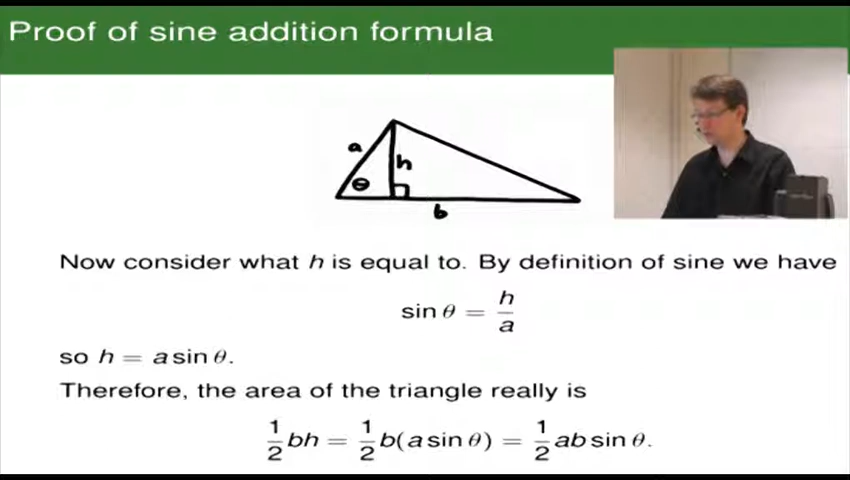 Proof of sine addition formula
a
h
θ
b
Now consider what h is equal to. By definition of sine we have
sin θ = h/a
so h = a sin θ.
Therefore, the area of the triangle really is
1/2 bh = 1/2 b(a sin θ) = 1/2 ab sin θ.